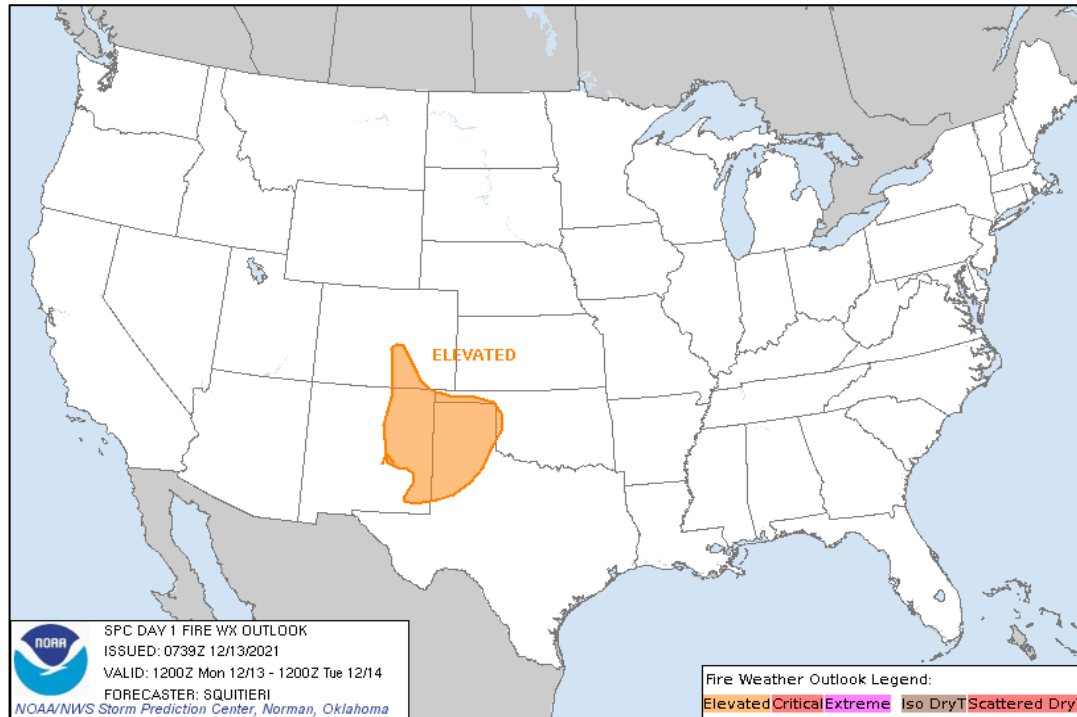 ELEVATED
NOAA
SPC DAY 1 FIRE WX OUTLOOK
ISSUED: 0739Z 12/13/2021
VALID: 1200Z Mon 12/13 - 1200Z Tue 12/14
FORECASTER: SQUITIERI
NOAA/NWS Storm Prediction Center, Norman, Oklahoma
Fire Weather Outlook Legend:
Elevated Critical Extreme Iso DryT Scattered DryT